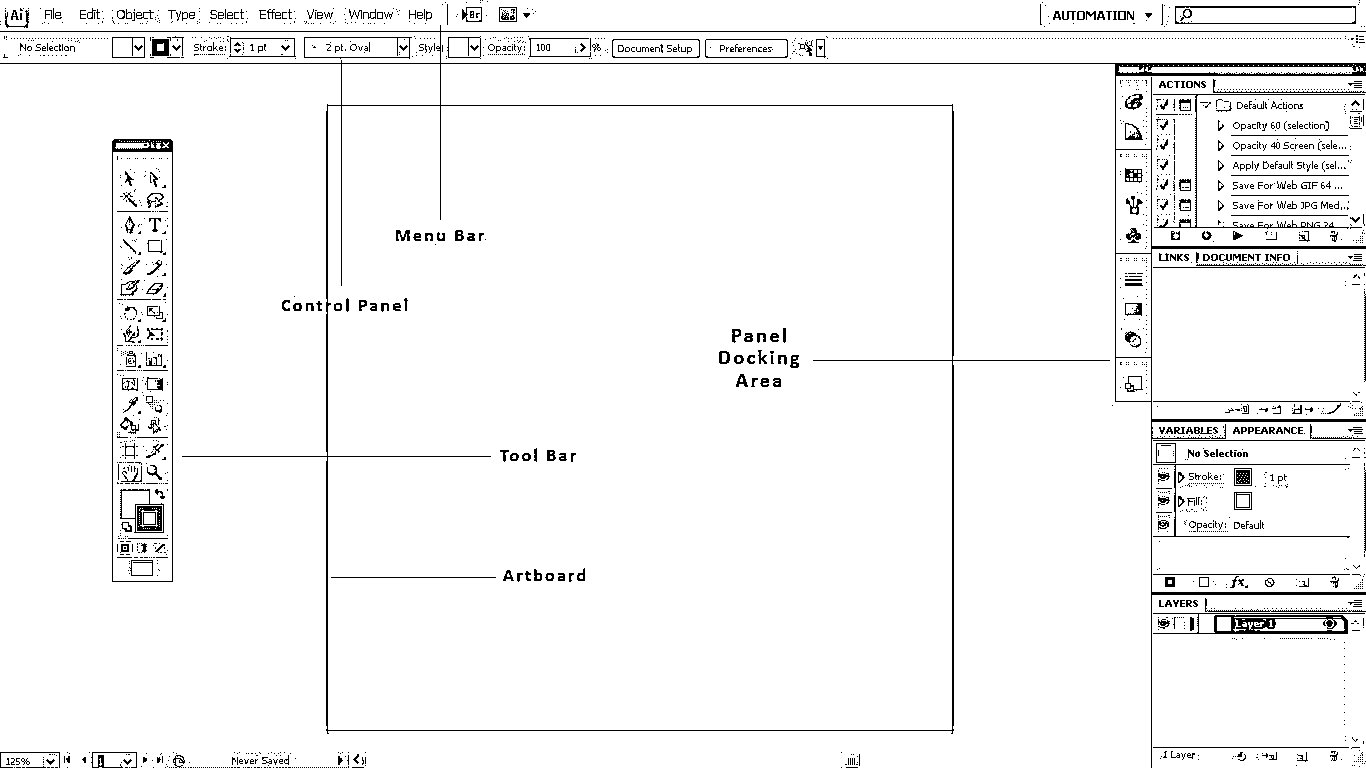 Ai File Edit Object Type Select Effect View Window Help Br AUTOMATION
No Selection Stroke: 1 pt 2 pt. Oval Style: Opacity: 100 % Document Setup Preferences
ACTIONS
Default Actions
Opacity 60 (selection)
Opacity 40 Screen (sele...
Apply Default Style (sel...
Save For Web GIF 64 ...
Save For Web JPG Med...
Save For Web PNG 24
Menu Bar
LINKS DOCUMENT INFO
Control Panel
Panel
Docking
Area
VARIABLES APPEARANCE
No Selection
Tool Bar
Stroke: 1 pt
Fill:
Opacity: Default
Artboard
LAYERS
Layer 1
1 Layer
125% 1 Never Saved